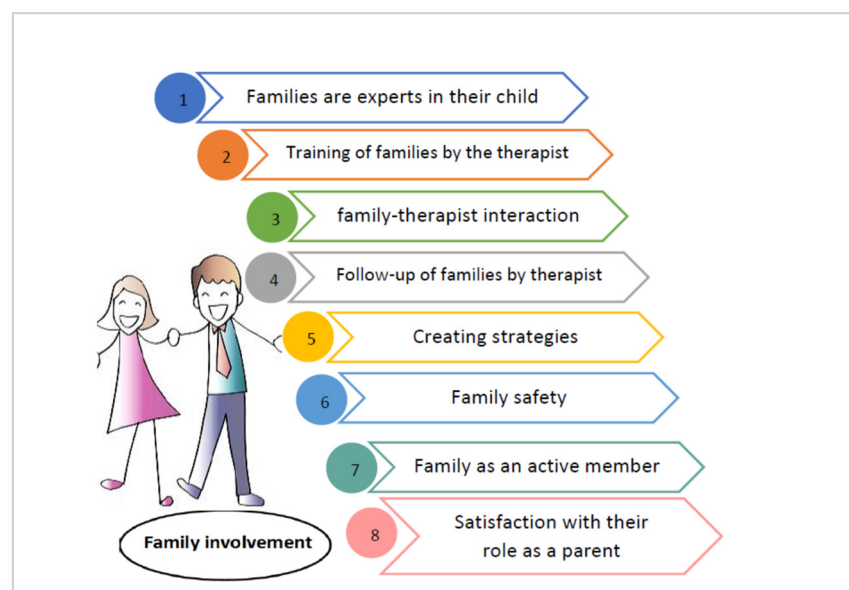 1
Families are experts in their child
2
Training of families by the therapist
3
family-therapist interaction
4
Follow-up of families by therapist
5
Creating strategies
6
Family safety
7
Family as an active member
8
Satisfaction with their
role as a parent
Family involvement